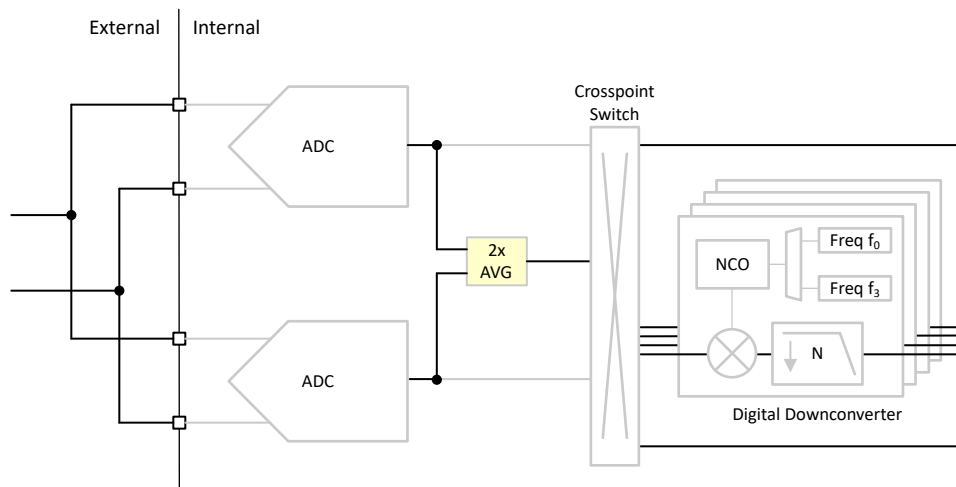 External
Internal
Crosspoint
Switch
ADC
2x
AVG
NCO
Freq f₀
Freq f₃
N
ADC
Digital Downconverter